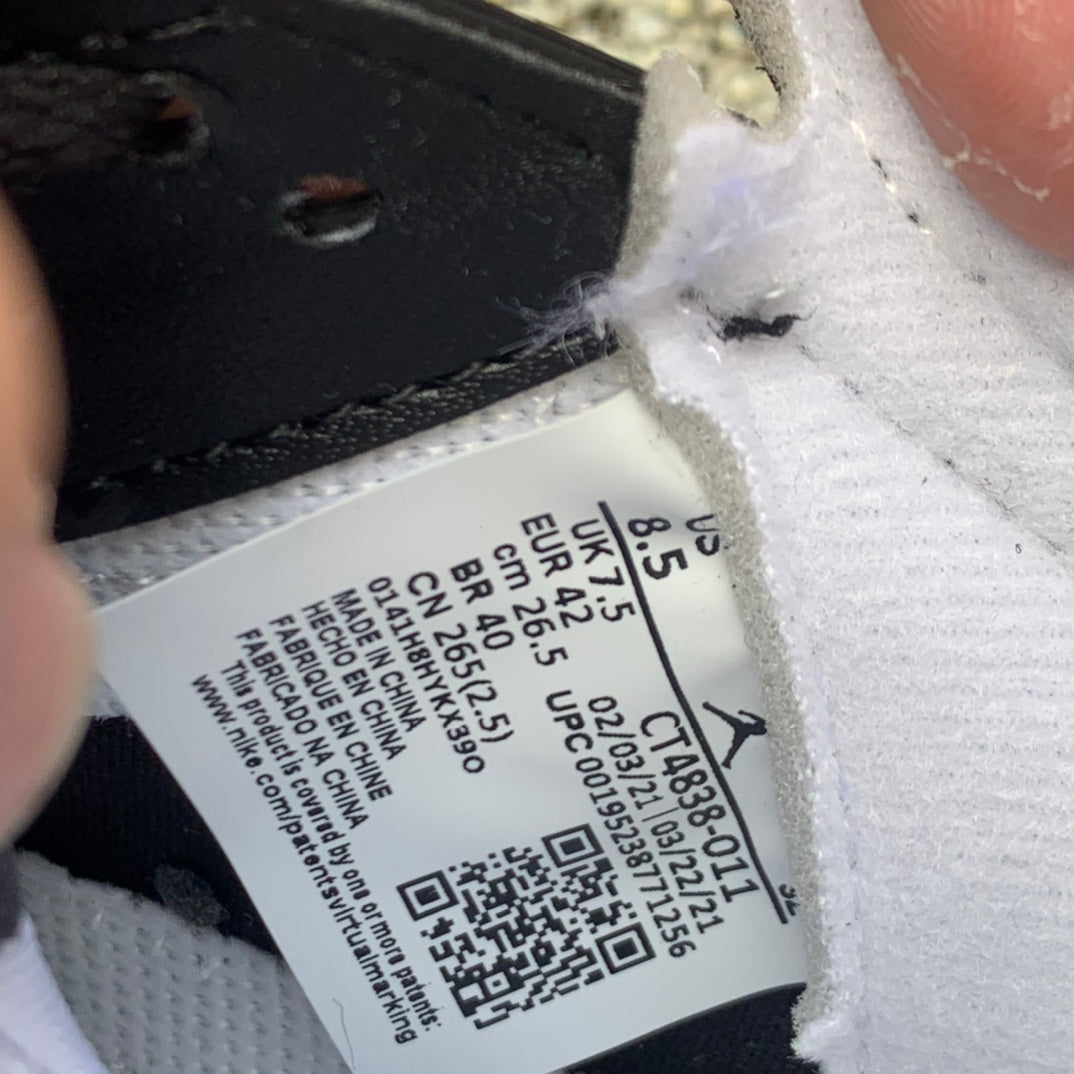 US
8.5
UK 7.5
EUR 42
cm 26.5
BR 40
CN 265(2.5)
0141H8HYKX390
MADE IN CHINA
HECHO EN CHINA
FABRIQUE EN CHINE
FABRICADO NA CHINA
This product is covered by one or more patents:
www.nike.com/patentsvirtualmarking
CT4838-011
02/03/21 | 03/22/21
UPC 00195238771256